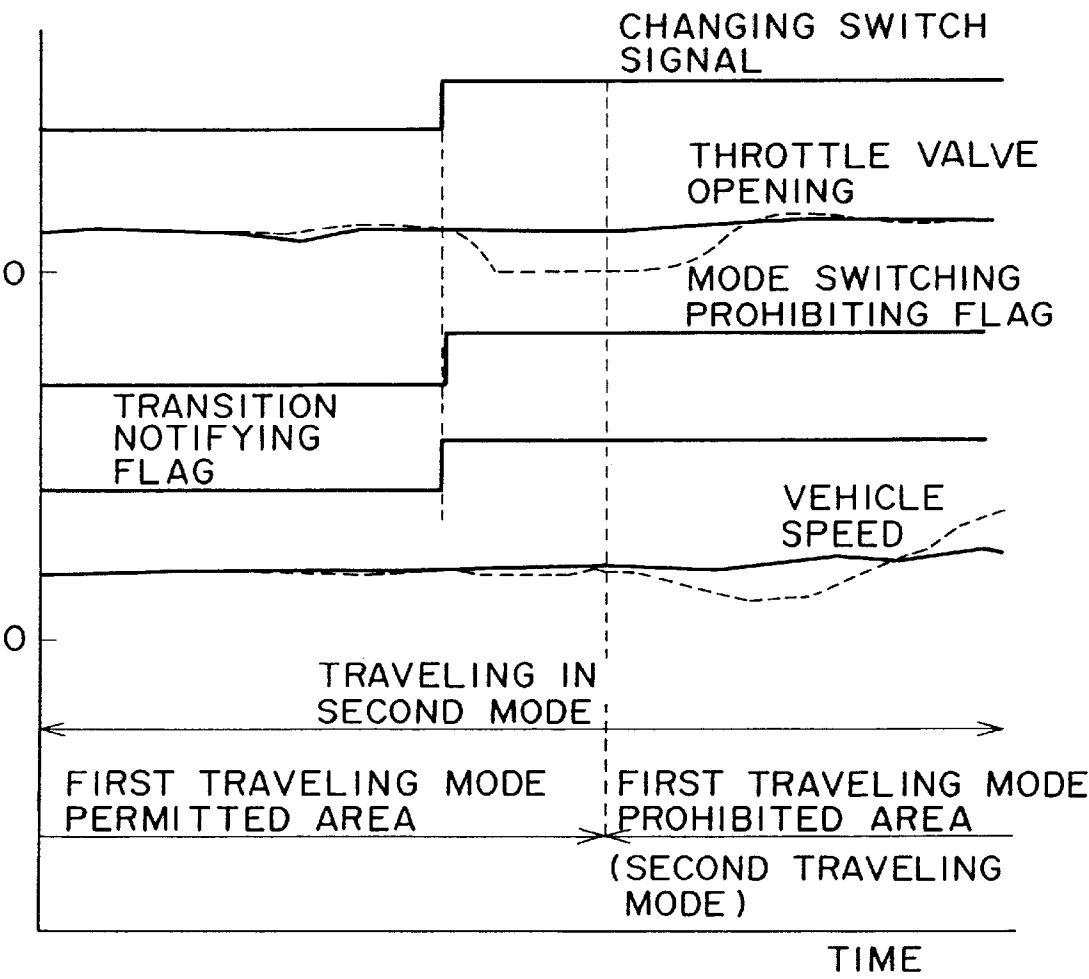 CHANGING SWITCH
SIGNAL
THROTTLE VALVE
OPENING
0
MODE SWITCHING
PROHIBITING FLAG
TRANSITION
NOTIFYING
FLAG
VEHICLE
SPEED
0
TRAVELING IN
SECOND MODE
FIRST TRAVELING MODE
PERMITTED AREA
FIRST TRAVELING MODE
PROHIBITED AREA
(SECOND TRAVELING
MODE)
TIME